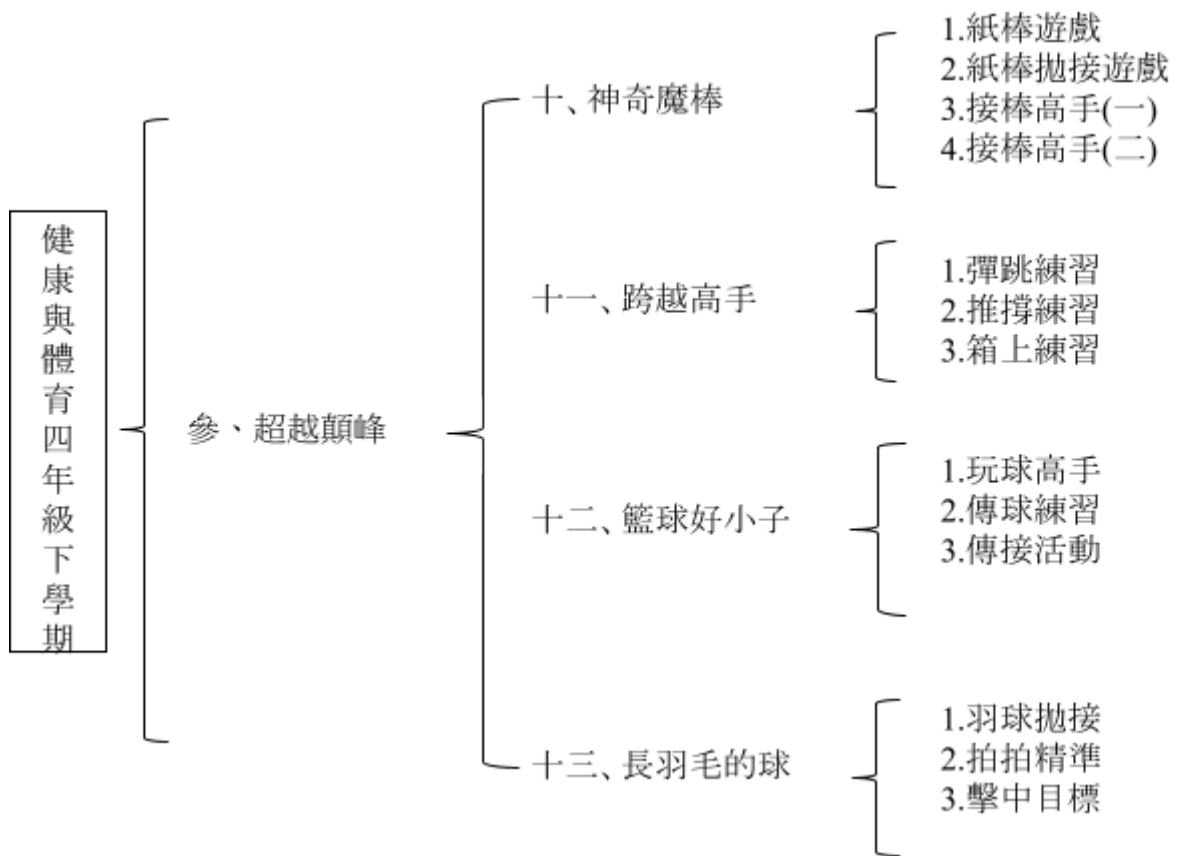 健康與體育四年級下學期
參、超越顛峰
十、神奇魔棒
1.紙棒遊戲
2.紙棒拋接遊戲
3.接棒高手(一)
4.接棒高手(二)
十一、跨越高手
1.彈跳練習
2.推撐練習
3.箱上練習
十二、籃球好小子
1.玩球高手
2.傳球練習
3.傳接活動
十三、長羽毛的球
1.羽球拋接
2.拍拍精準
3.擊中目標